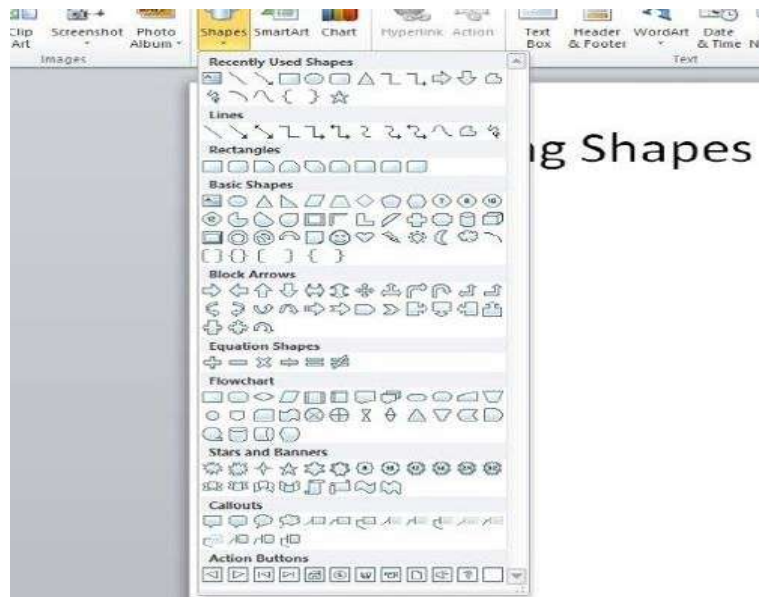 Clip Screenshot Photo Shapes SmartArt Chart Hyperlink Action Text Header WordArt Date
Art Album Box & Footer & Time
Images Text
Recently Used Shapes
Lines
Rectangles
ng Shapes
Basic Shapes
Block Arrows
Equation Shapes
Flowchart
Stars and Banners
Callouts
Action Buttons